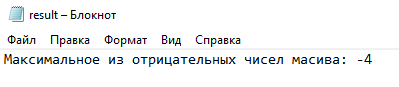 result – Блокнот
Файл Правка Формат Вид Справка
Максимальное из отрицательных чисел масива: -4